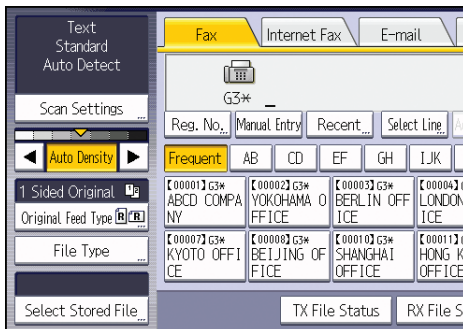 Text
Standard
Auto Detect
Scan Settings
Auto Density
1 Sided Original
Original Feed Type
File Type
Select Stored File
Fax
Internet Fax
E-mail
G3* _
Reg. No.
Manual Entry
Recent
Select Line
Frequent
AB
CD
EF
GH
IJK
【00001】G3*
ABCD COMPA
NY
【00002】G3*
YOKOHAMA O
FFICE
【00003】G3*
BERLIN OFF
ICE
【00004】
LONDON
ICE
【00007】G3*
KYOTO OFFI
CE
【00008】G3*
BEIJING OF
FICE
【00010】G3*
SHANGHAI
OFFICE
【00011】
HONG K
OFFICE
TX File Status
RX File S